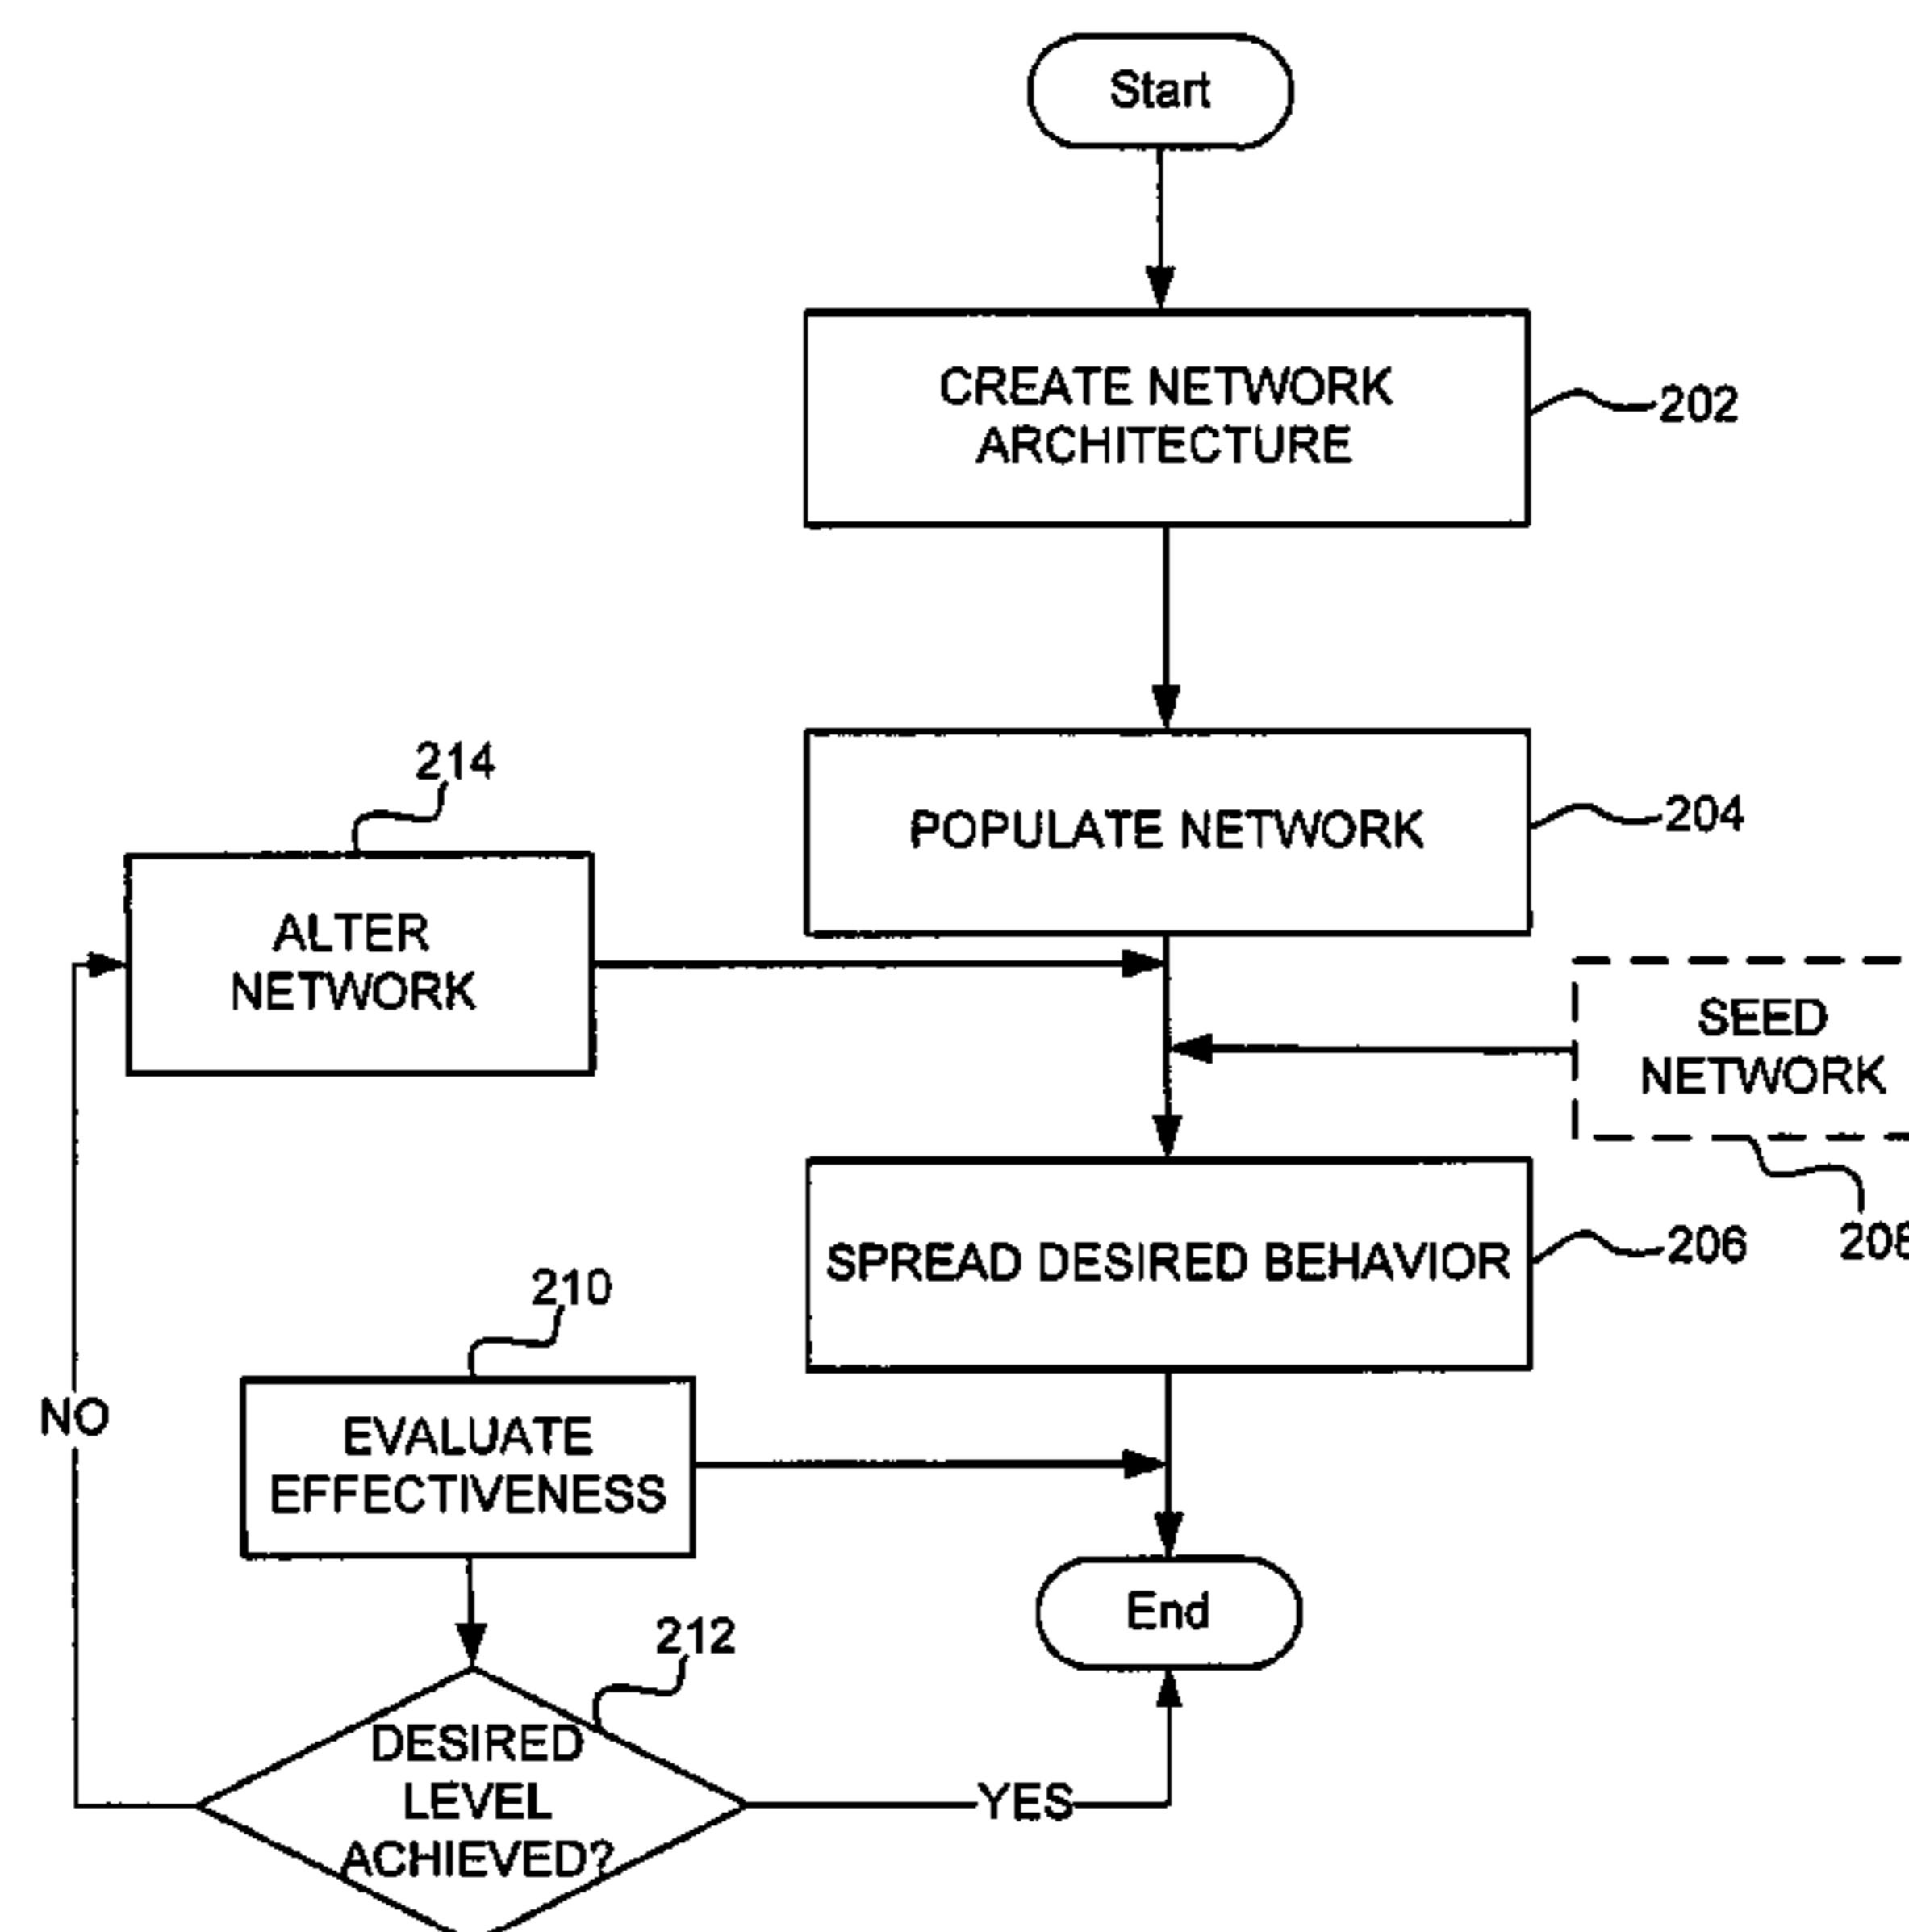 Start
CREATE NETWORK
ARCHITECTURE
202
POPULATE NETWORK
204
214
ALTER
NETWORK
SEED
NETWORK
208
SPREAD DESIRED BEHAVIOR
206
210
EVALUATE
EFFECTIVENESS
NO
End
212
DESIRED
LEVEL
ACHIEVED?
YES